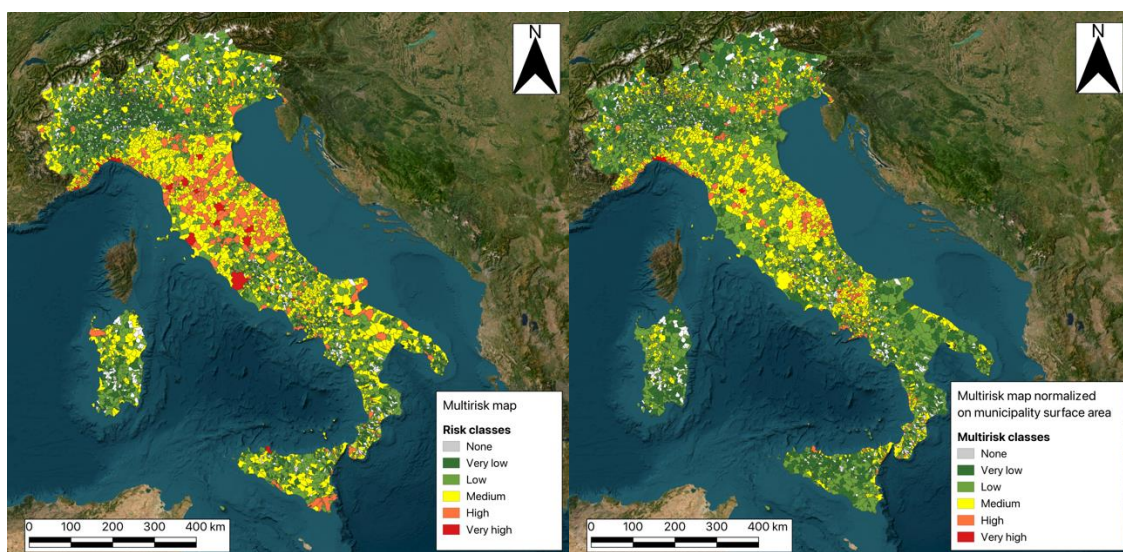 N
Multirisk map
Risk classes
None
Very low
Low
Medium
High
Very high
0 100 200 300 400 km
N
Multirisk map normalized
on municipality surface area
Multirisk classes
None
Very low
Low
Medium
High
Very high
0 100 200 300 400 km